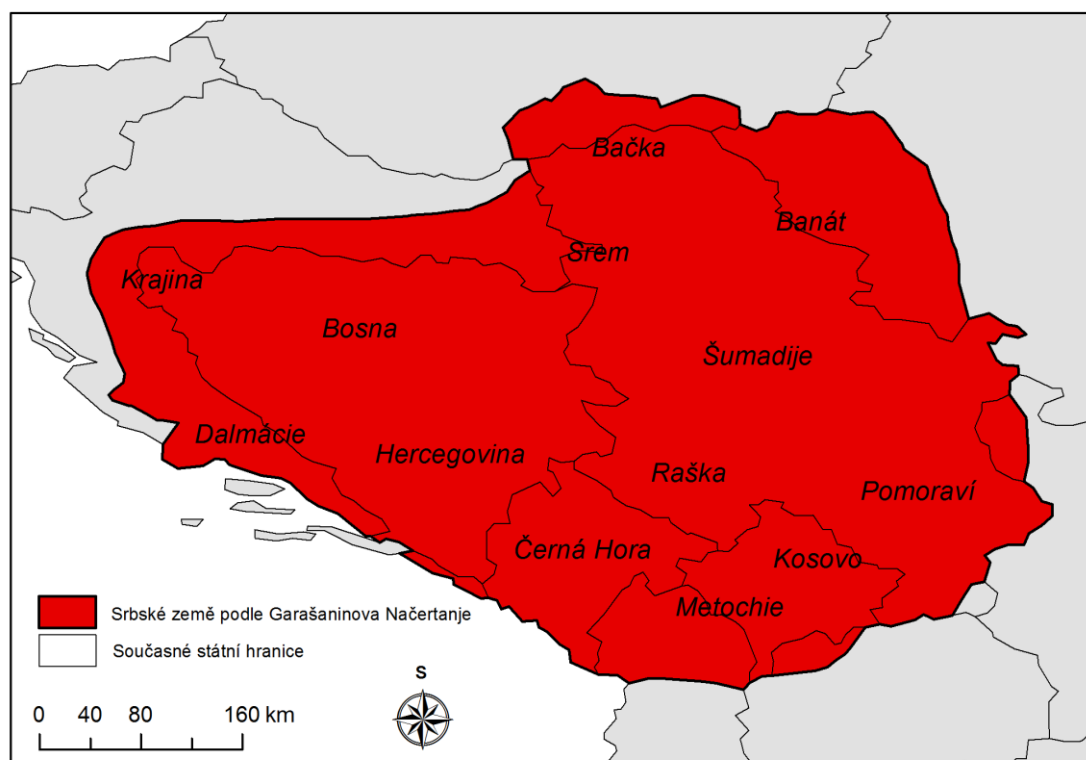 Bačka
Banát
Srem
Krajina
Bosna
Šumadije
Dalmácie
Hercegovina
Raška
Pomoraví
Černá Hora
Kosovo
Metochie
Srbské země podle Garašaninova Načertanje
Současné státní hranice
S
0 40 80 160 km